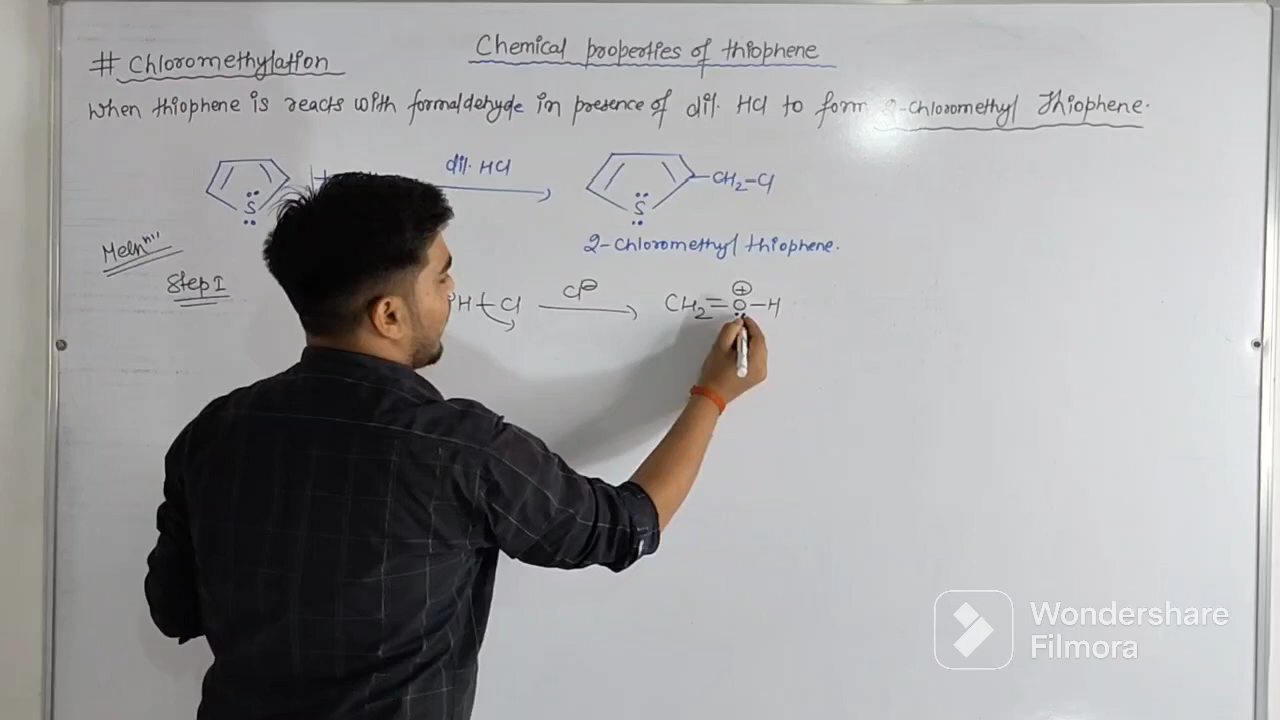 Chemical properties of thiophene
# Chloromethylation
When thiophene is reacts with formaldehyde in presence of dil. HCl to form 2-chloromethyl Thiophene.
S + dil. HCl S -CH2-Cl
2-Chloromethyl thiophene.
Mechn
Step I
H Cl Cl⊖ CH2=O⊕-H
Wondershare
Filmora